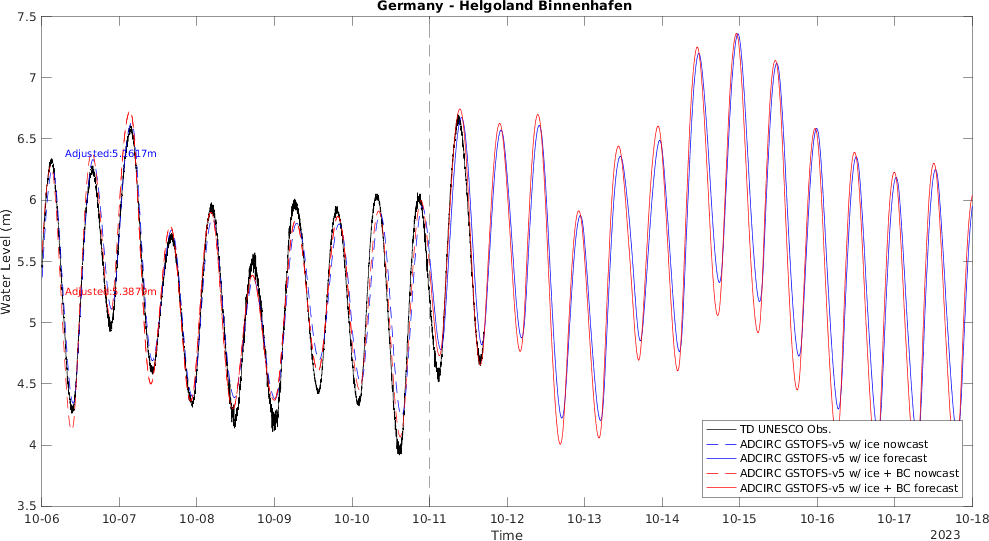 Germany - Helgoland Binnenhafen
7.5
7
6.5
6
5.5
5
4.5
4
3.5
Water Level (m)
Adjusted:5.2617m
TD UNESCO Obs.
ADCIRC GSTOFS-v5 w/ ice nowcast
ADCIRC GSTOFS-v5 w/ ice forecast
ADCIRC GSTOFS-v5 w/ ice + BC nowcast
ADCIRC GSTOFS-v5 w/ ice + BC forecast
10-06 10-07 10-08 10-09 10-10 10-11 10-12 10-13 10-14 10-15 10-16 10-17 10-18
Time
2023